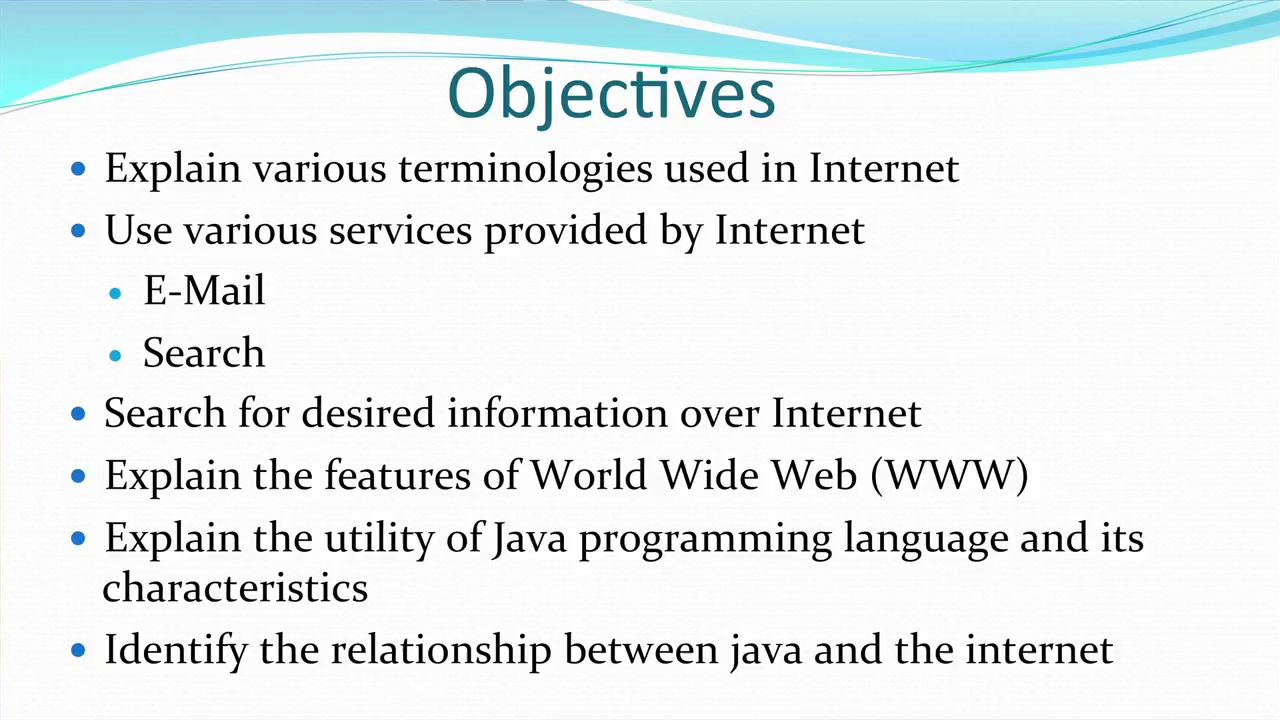 Objectives
• Explain various terminologies used in Internet
• Use various services provided by Internet
• E-Mail
• Search
• Search for desired information over Internet
• Explain the features of World Wide Web (WWW)
• Explain the utility of Java programming language and its
characteristics
• Identify the relationship between java and the internet